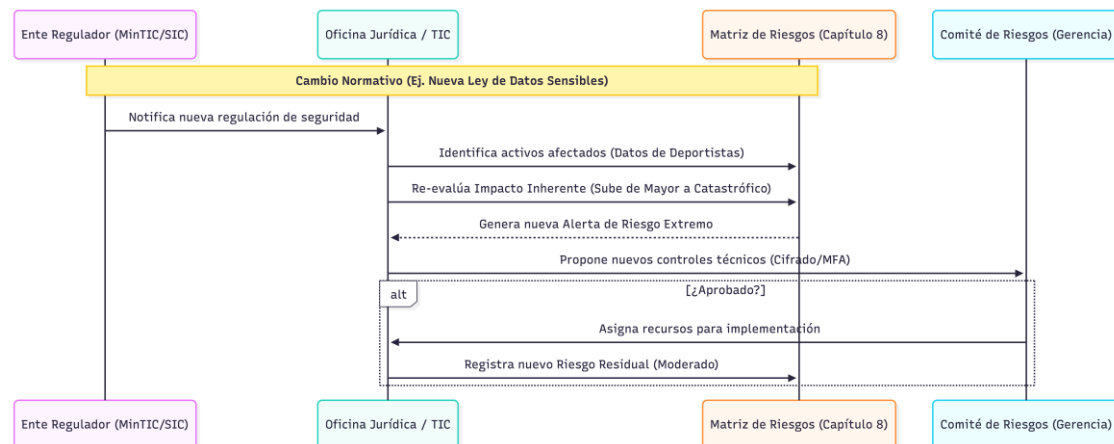 Ente Regulador (MinTIC/SIC)
Oficina Jurídica / TIC
Matriz de Riesgos (Capítulo 8)
Comité de Riesgos (Gerencia)
Cambio Normativo (Ej. Nueva Ley de Datos Sensibles)
Notifica nueva regulación de seguridad
Identifica activos afectados (Datos de Deportistas)
Re-evalúa Impacto Inherente (Sube de Mayor a Catastrófico)
Genera nueva Alerta de Riesgo Extremo
Propone nuevos controles técnicos (Cifrado/MFA)
alt
[¿Aprobado?]
Asigna recursos para implementación
Registra nuevo Riesgo Residual (Moderado)
Ente Regulador (MinTIC/SIC)
Oficina Jurídica / TIC
Matriz de Riesgos (Capítulo 8)
Comité de Riesgos (Gerencia)